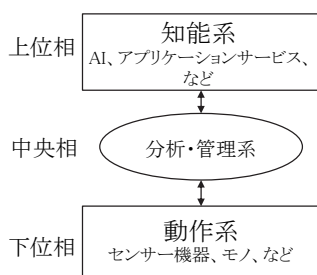 上位相
知能系
AI、アプリケーションサービス、
など
中央相
分析・管理系
下位相
動作系
センサー機器、モノ、など